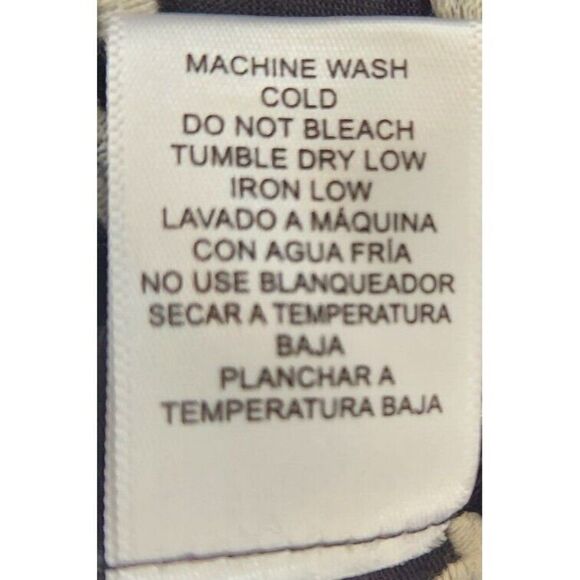 MACHINE WASH
COLD
DO NOT BLEACH
TUMBLE DRY LOW
IRON LOW
LAVADO A MÁQUINA
CON AGUA FRÍA
NO USE BLANQUEADOR
SECAR A TEMPERATURA
BAJA
PLANCHAR A
TEMPERATURA BAJA